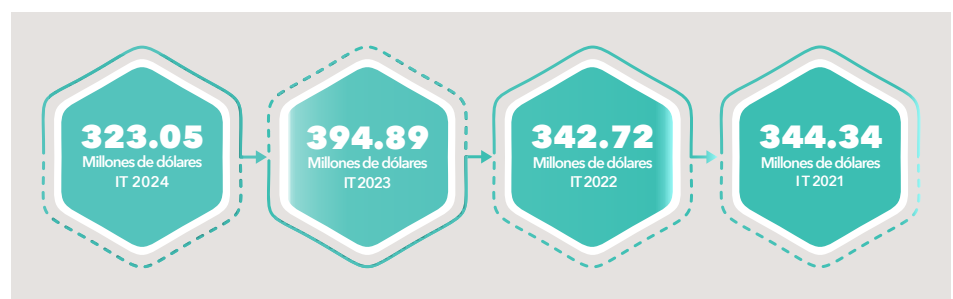 323.05
Millones de dólares
IT 2024
394.89
Millones de dólares
IT 2023
342.72
Millones de dólares
IT 2022
344.34
Millones de dólares
IT 2021